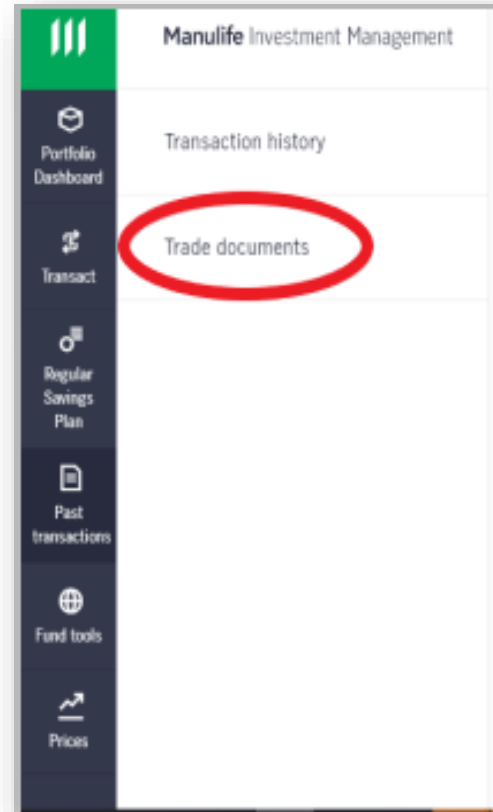 Manulife Investment Management
Portfolio
Dashboard
Transaction history
Transact
Trade documents
Regular
Savings
Plan
Past
transactions
Fund tools
Prices